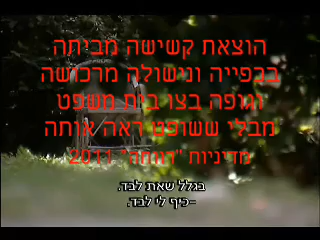 הוצאת קשישה מביתה
בכפייה ונישולה מרכושה
וגופה בצו בית משפט
מבלי ששופט ראה אותה
מדיניות "רווחה" 2011
בגלל שאת לבד.
-כיף לי לבד.